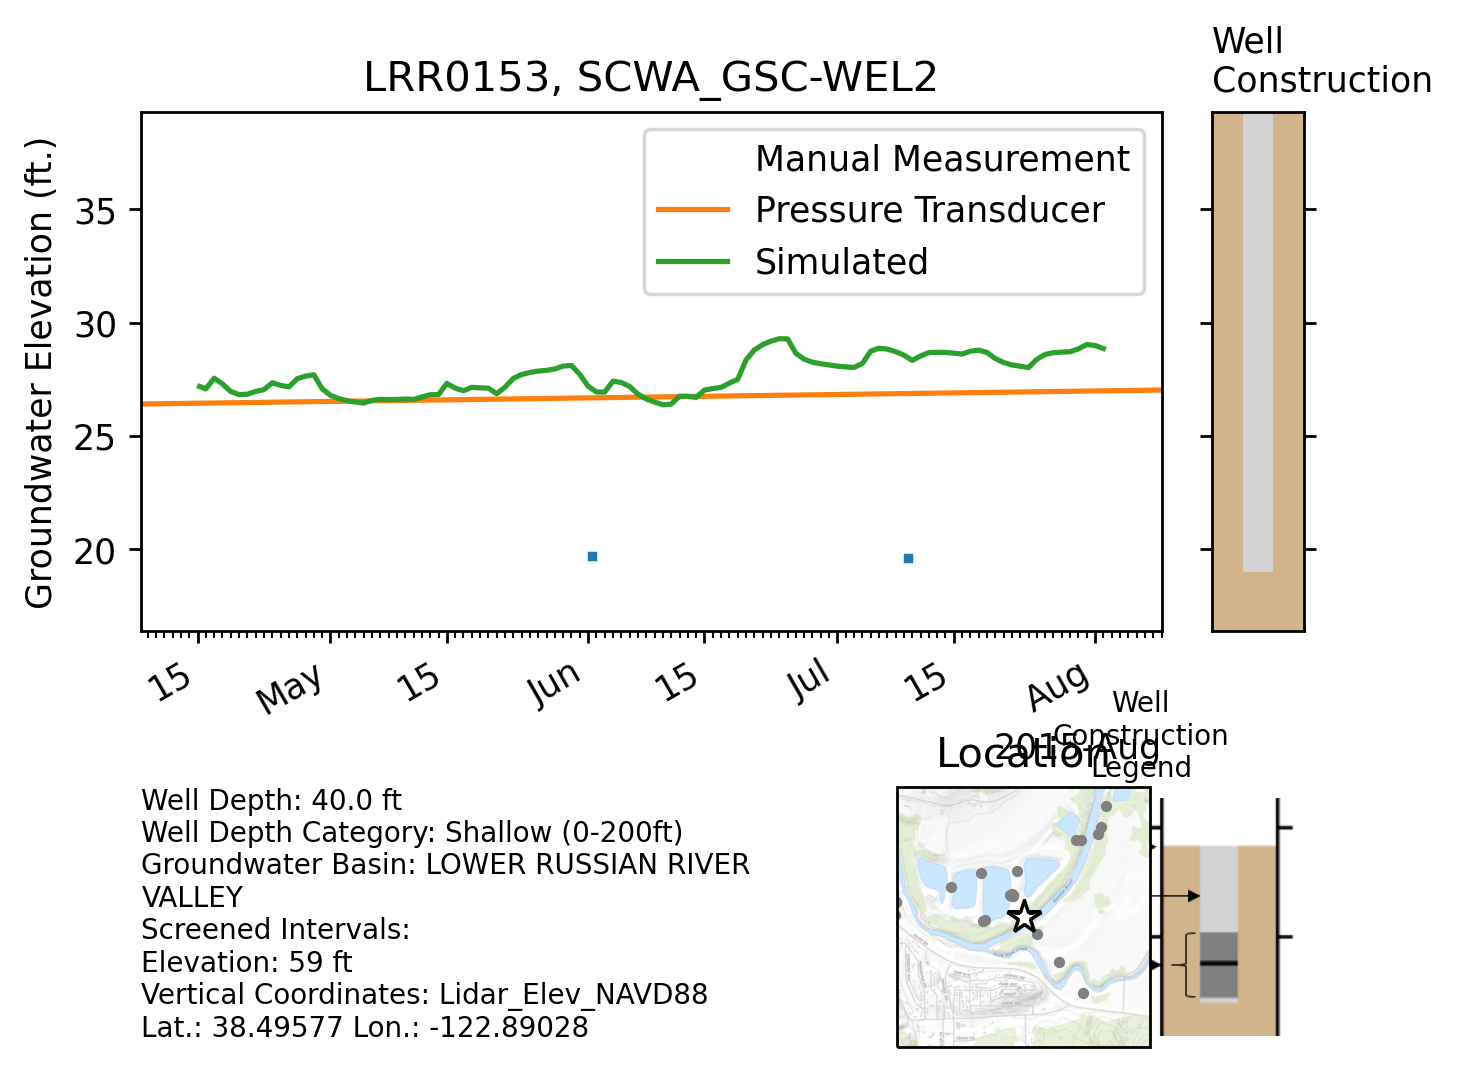 Well
Construction
LRR0153, SCWA_GSC-WEL2
Groundwater Elevation (ft.)
35
30
25
20
Manual Measurement
Pressure Transducer
Simulated
15
May
15
Jun
15
Jul
15
Aug
2015-Aug
Well
Construction
Legend
Location
Well Depth: 40.0 ft
Well Depth Category: Shallow (0-200ft)
Groundwater Basin: LOWER RUSSIAN RIVER
VALLEY
Screened Intervals:
Elevation: 59 ft
Vertical Coordinates: Lidar_Elev_NAVD88
Lat.: 38.49577 Lon.: -122.89028